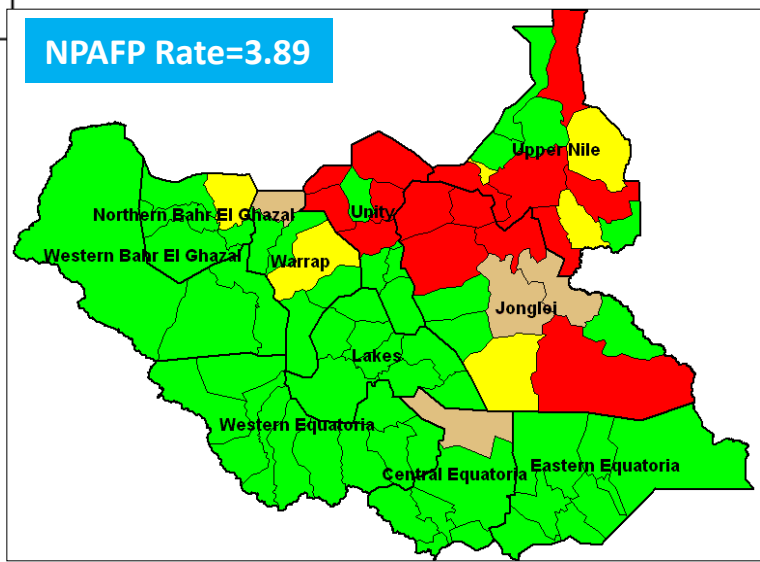 NPAFP Rate=3.89
Upper Nile
Northern Bahr El Ghazal
Unity
Western Bahr El Ghazal
Warrap
Jonglei
Lakes
Western Equatoria
Central Equatoria
Eastern Equatoria